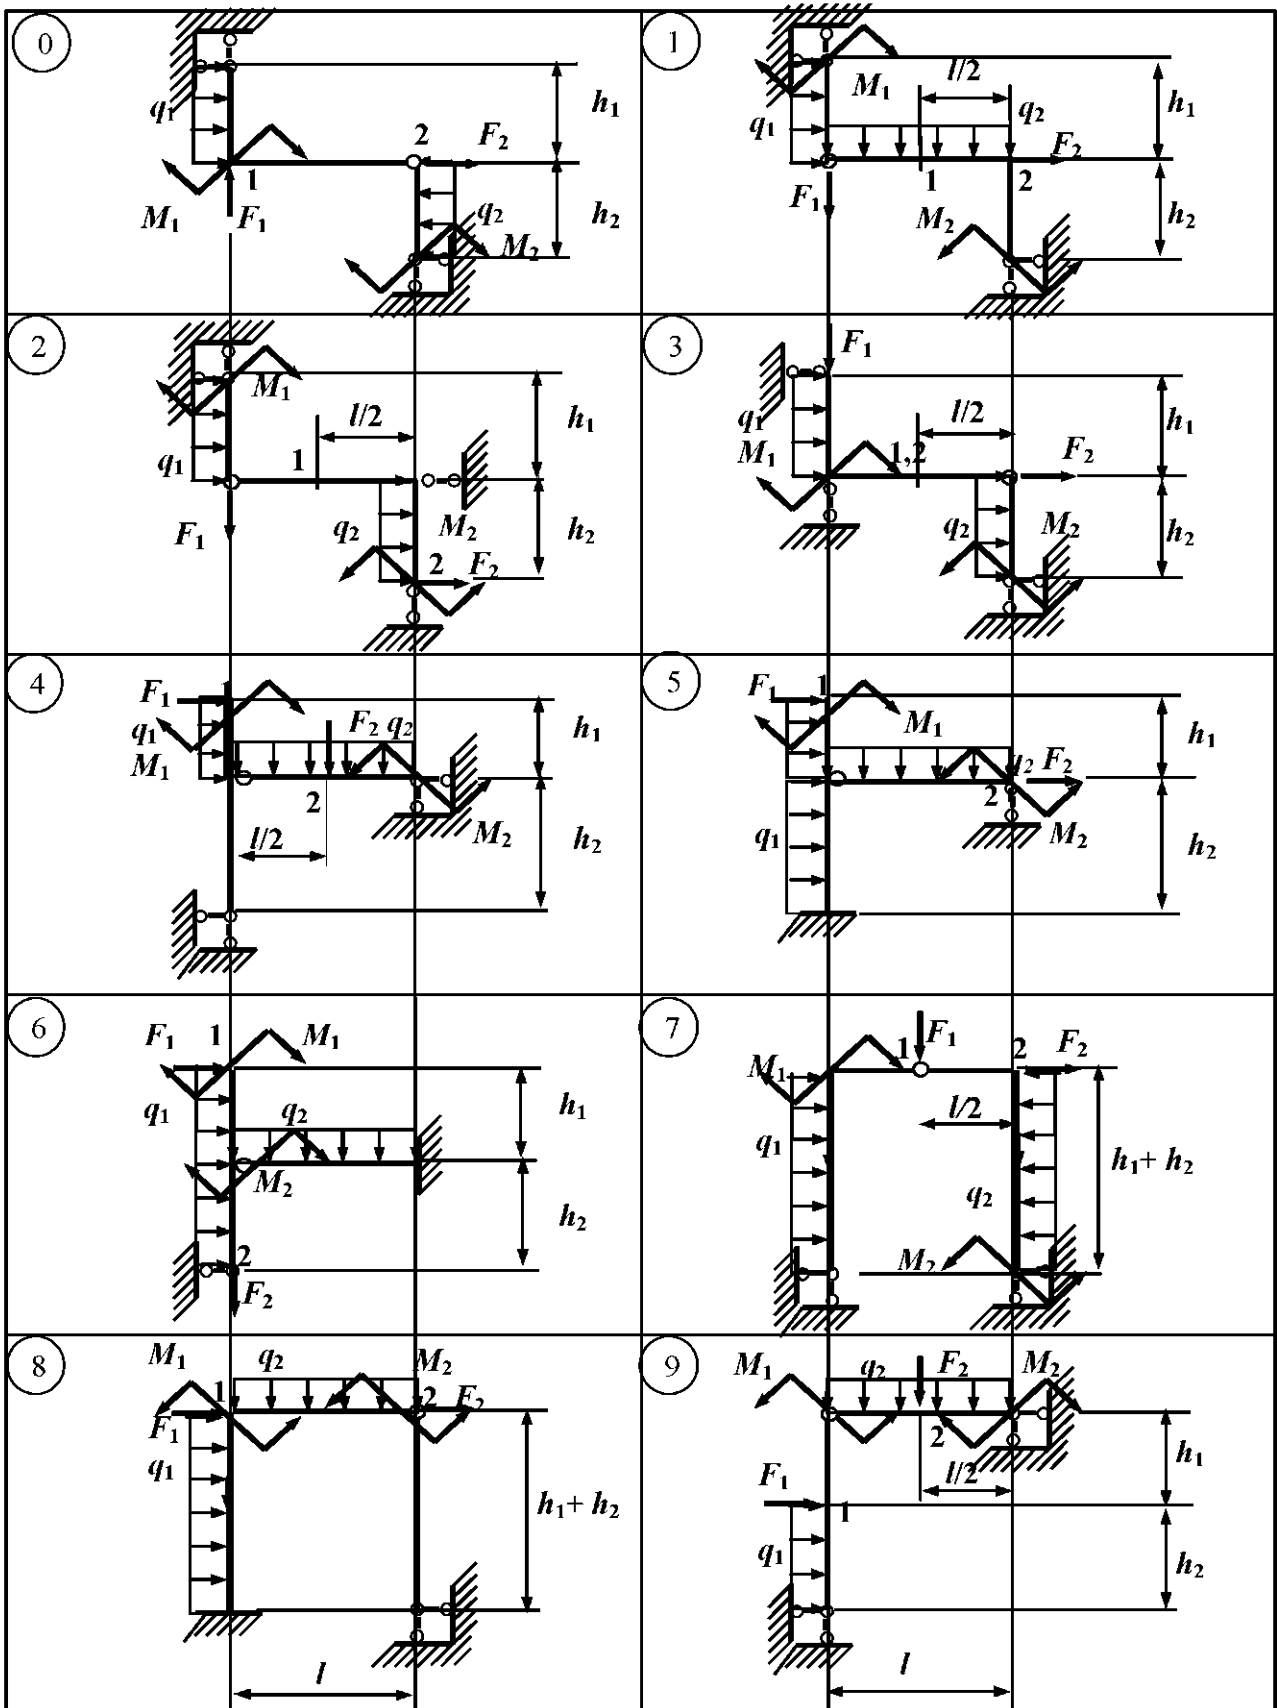 0
q₁
h₁
2
F₂
M₁
1
F₁
q₂
M₂
h₂
1
M₁
l/2
q₂
h₁
q₁
F₂
F₁
1
2
M₂
h₂
2
M₁
l/2
h₁
q₁
1
F₁
q₂
M₂
2
F₂
h₂
3
F₁
q₁
l/2
h₁
M₁
1,2
F₂
q₂
M₂
h₂
4
F₁
1
q₁
F₂
q₂
h₁
M₁
2
l/2
M₂
h₂
5
F₁
1
M₁
h₁
q₂
F₂
2
q₁
M₂
h₂
6
F₁
1
M₁
q₁
q₂
h₁
M₂
h₂
2
F₂
7
1
F₁
2
F₂
M₁
l/2
q₁
h₁+ h₂
q₂
M₂
8
M₁
q₂
M₂
1
2
F₂
F₁
q₁
h₁+ h₂
l
9
M₁
q₂
F₂
M₂
2
h₁
F₁
l/2
1
q₁
h₂
l